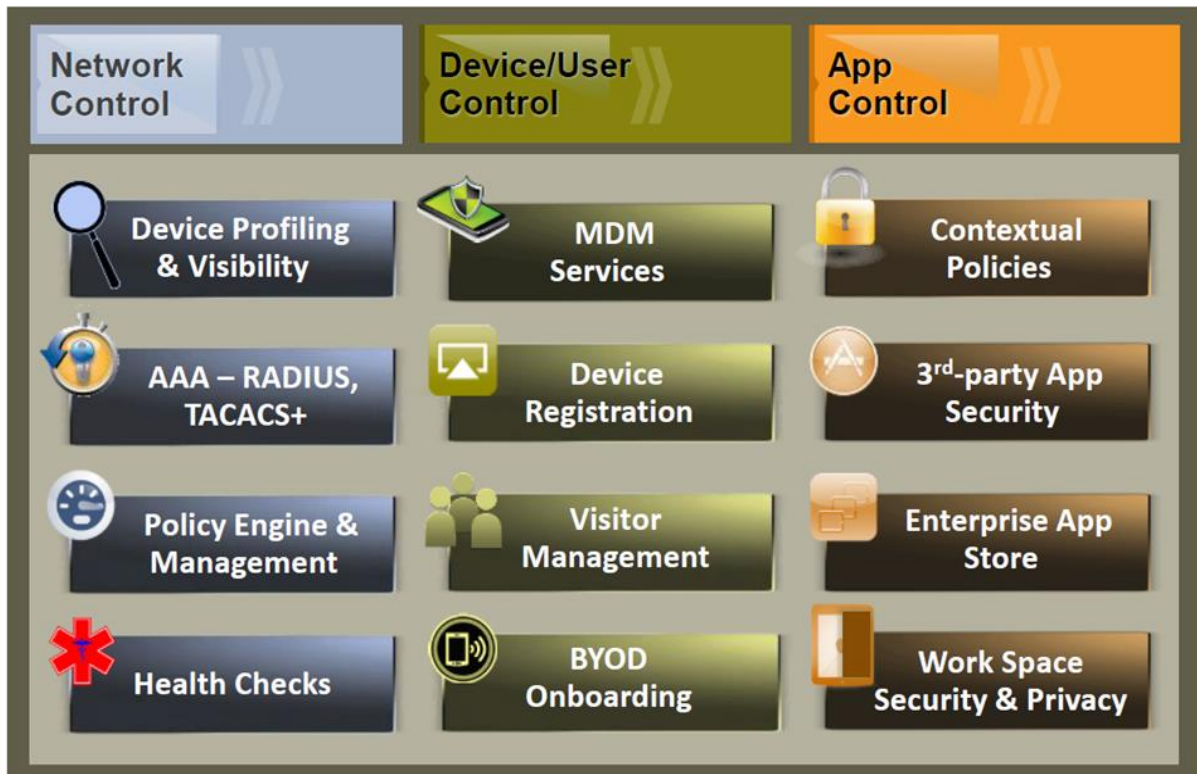 Network
Control
Device/User
Control
App
Control
Device Profiling
& Visibility
MDM
Services
Contextual
Policies
AAA – RADIUS,
TACACS+
Device
Registration
3rd-party App
Security
Policy Engine &
Management
Visitor
Management
Enterprise App
Store
Health Checks
BYOD
Onboarding
Work Space
Security & Privacy